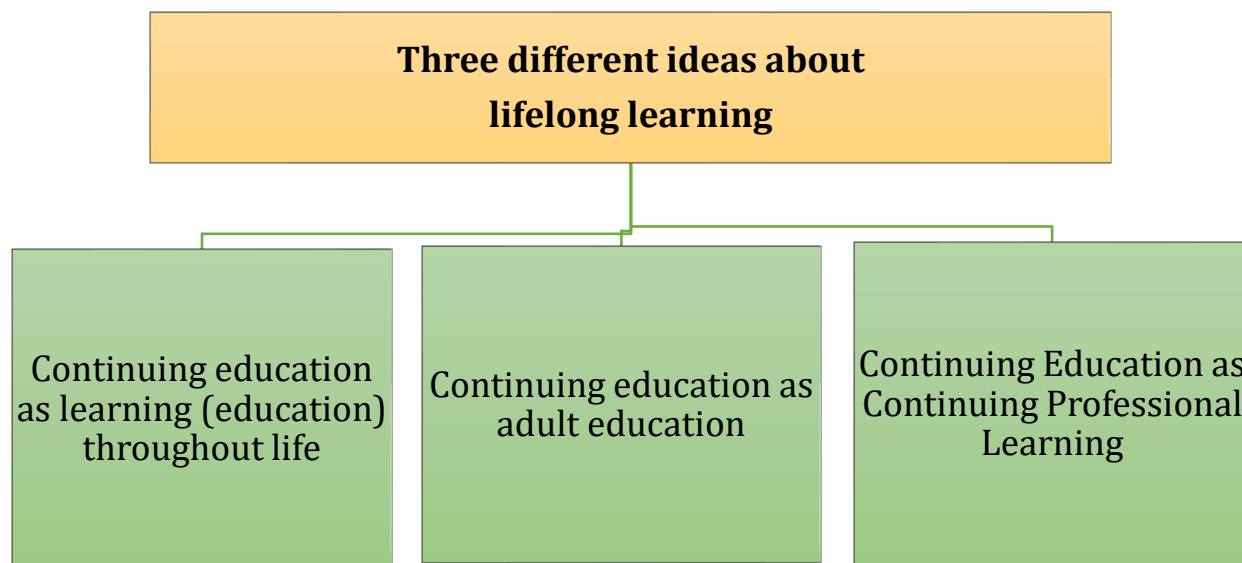 Three different ideas about
lifelong learning
Continuing education
as learning (education)
throughout life
Continuing education as
adult education
Continuing Education as
Continuing Professional
Learning